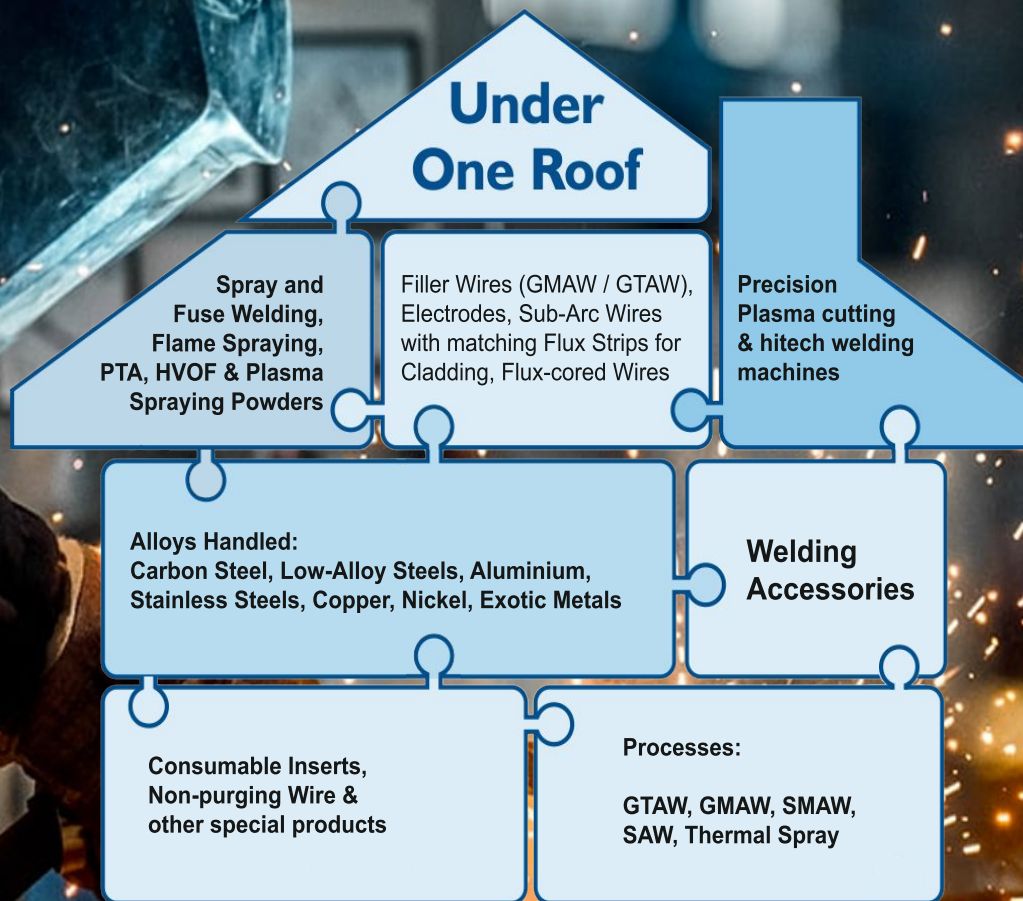 Under
One Roof
Spray and
Fuse Welding,
Flame Spraying,
PTA, HVOF & Plasma
Spraying Powders
Filler Wires (GMAW / GTAW),
Electrodes, Sub-Arc Wires
with matching Flux Strips for
Cladding, Flux-cored Wires
Precision
Plasma cutting
& hitech welding
machines
Alloys Handled:
Carbon Steel, Low-Alloy Steels, Aluminium,
Stainless Steels, Copper, Nickel, Exotic Metals
Welding
Accessories
Consumable Inserts,
Non-purging Wire &
other special products
Processes:
GTAW, GMAW, SMAW,
SAW, Thermal Spray